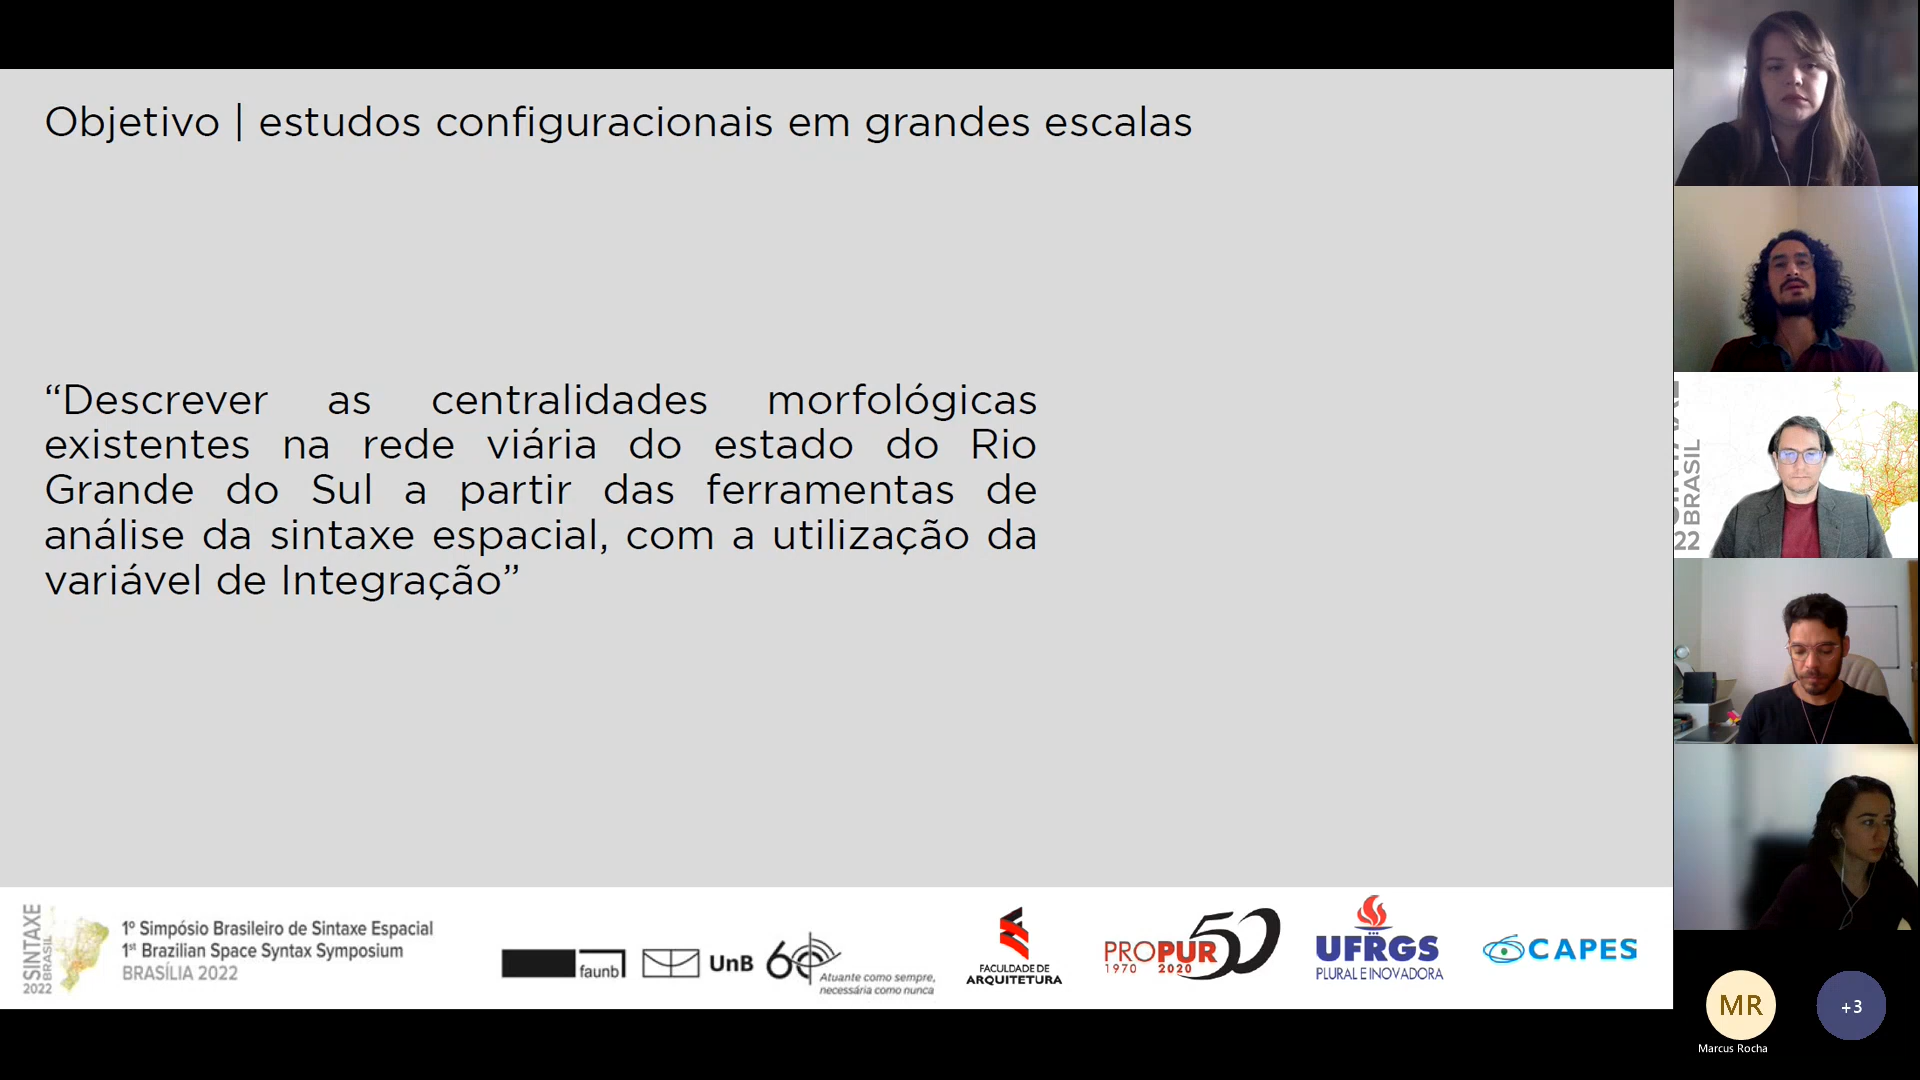 Objetivo | estudos configuracionais em grandes escalas
“Descrever as centralidades morfológicas
existentes na rede viária do estado do Rio
Grande do Sul a partir das ferramentas de
análise da sintaxe espacial, com a utilização da
variável de Integração”
SINTAXE
BRASIL
2022
1º Simpósio Brasileiro de Sintaxe Espacial
1st Brazilian Space Syntax Symposium
BRASÍLIA 2022
faunb
UnB
60
Atuante como sempre,
necessária como nunca
FACULDADE DE
ARQUITETURA
PROPUR 50
1970 2020
UFRGS
PLURAL E INOVADORA
CAPES
BRASIL
22
MR
+3
Marcus Rocha